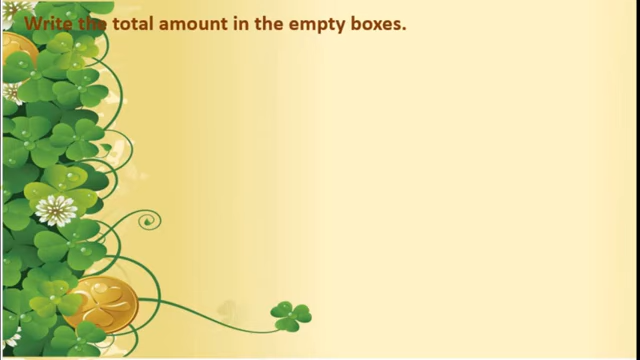 Write the total amount in the empty boxes.